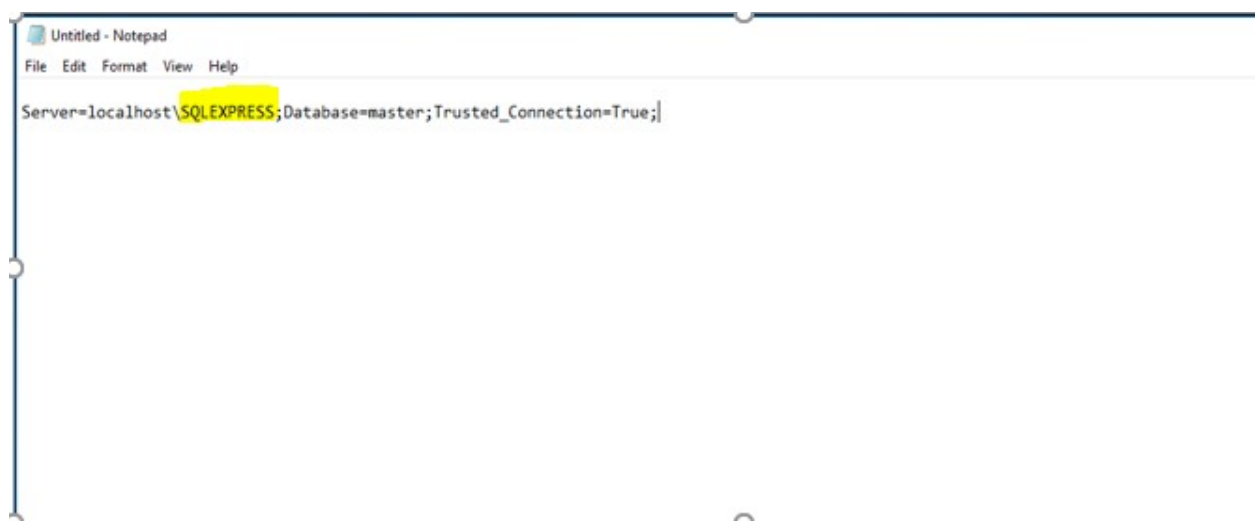 Untitled - Notepad
File Edit Format View Help
Server=localhost\SQLEXPRESS;Database=master;Trusted_Connection=True;